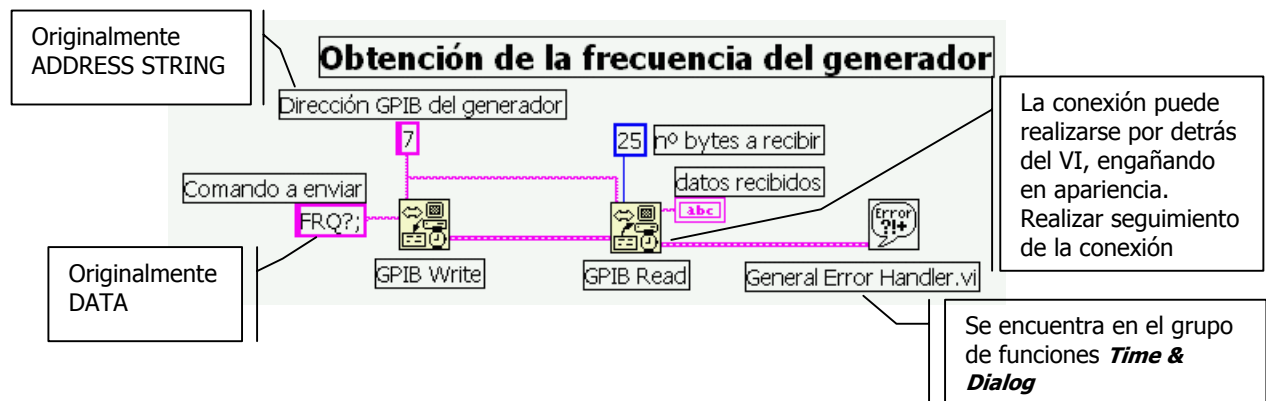 Originalmente
ADDRESS STRING
Obtención de la frecuencia del generador
Dirección GPIB del generador
7
25
nº bytes a recibir
La conexión puede
realizarse por detrás
del VI, engañando
en apariencia.
Realizar seguimiento
de la conexión
Comando a enviar
FRQ?;
datos recibidos
abc
Error
?!+
GPIB Write
GPIB Read
General Error Handler.vi
Originalmente
DATA
Se encuentra en el grupo
de funciones Time &
Dialog